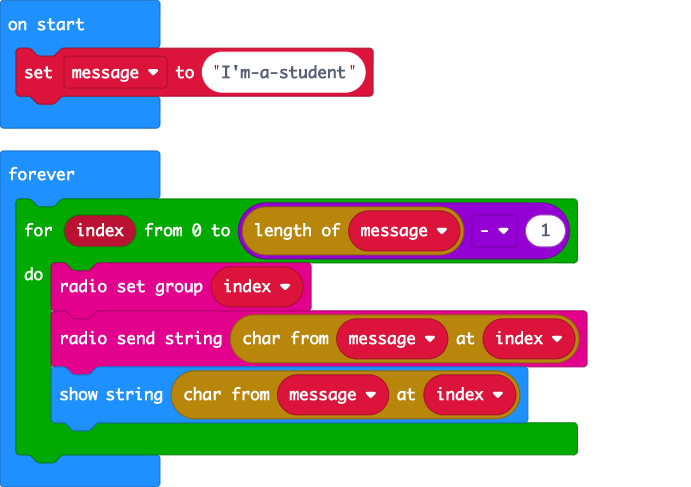 on start
set message to "I'm-a-student"
forever
for index from 0 to length of message - 1
do
radio set group index
radio send string char from message at index
show string char from message at index